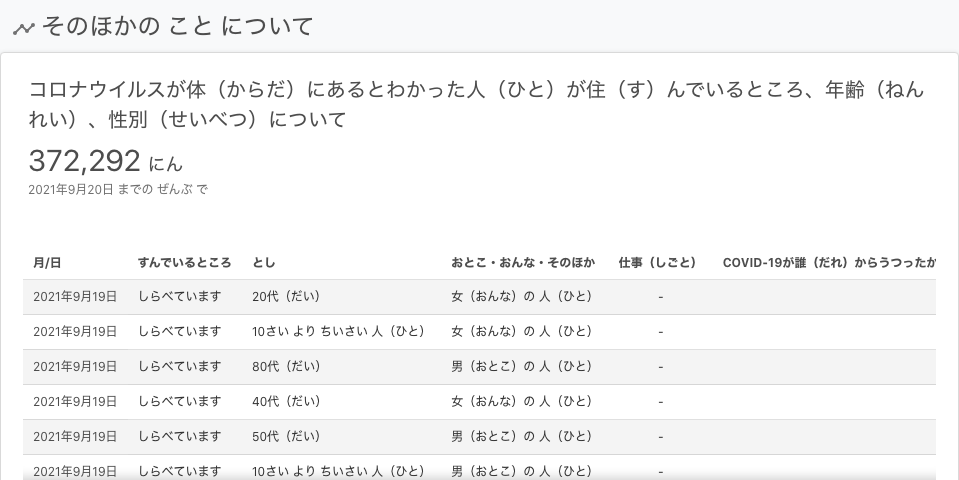 そのほかの こと について
コロナウイルスが体（からだ）にあるとわかった人（ひと）が住（す）んでいるところ、年齢（ねん
れい）、性別（せいべつ）について
372,292 にん
2021年9月20日 までの ぜんぶ で
月/日 すんでいるところ とし おとこ・おんな・そのほか 仕事（しごと） COVID-19が誰（だれ）からうつったか
2021年9月19日 しらべています 20代（だい） 女（おんな）の 人（ひと） -
2021年9月19日 しらべています 10さい より ちいさい 人（ひと） 女（おんな）の 人（ひと） -
2021年9月19日 しらべています 80代（だい） 男（おとこ）の 人（ひと） -
2021年9月19日 しらべています 40代（だい） 女（おんな）の 人（ひと） -
2021年9月19日 しらべています 50代（だい） 男（おとこ）の 人（ひと） -
2021年9月19日 しらべています 10さい より ちいさい 人（ひと） 男（おとこ）の 人（ひと） -